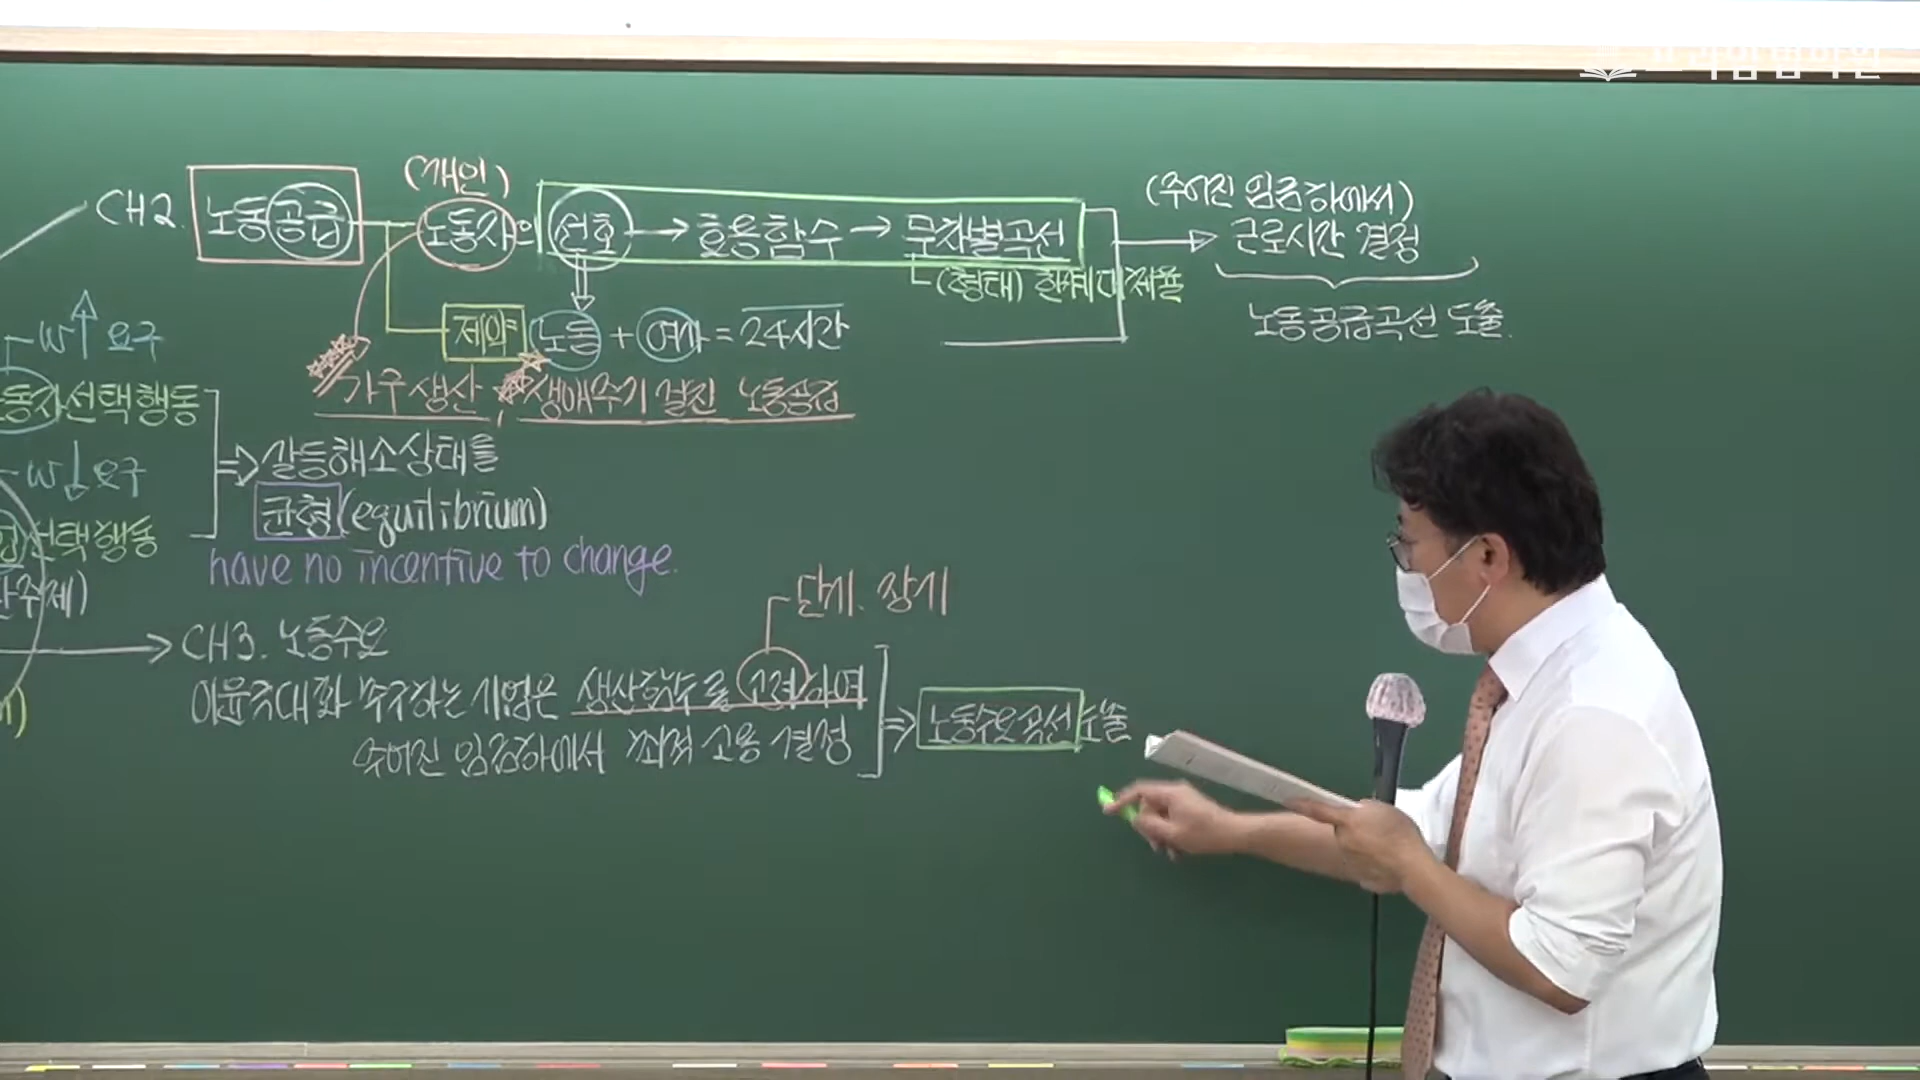 (개인)
(주어진 임금하에서)
CH2. 노동공급 노동자의 선호 → 효용함수 → 무차별곡선 근로시간 결정
(형태) 한계대체율
노동공급곡선 도출.
제약: 노동 + 여가 = 24시간
W↑ 요구
가구생산, 생애주기 걸친 노동공급
동자선택행동
갈등해소상태를
W↓ 요구
균형(equilibrium)
선택행동
have no incentive to change.
단기. 장기
CH3. 노동수요
이윤극대화 추구하는 기업은 생산함수를 고려하여
주어진 임금하에서 최적 고용 결정
⇒ 노동수요곡선 도출